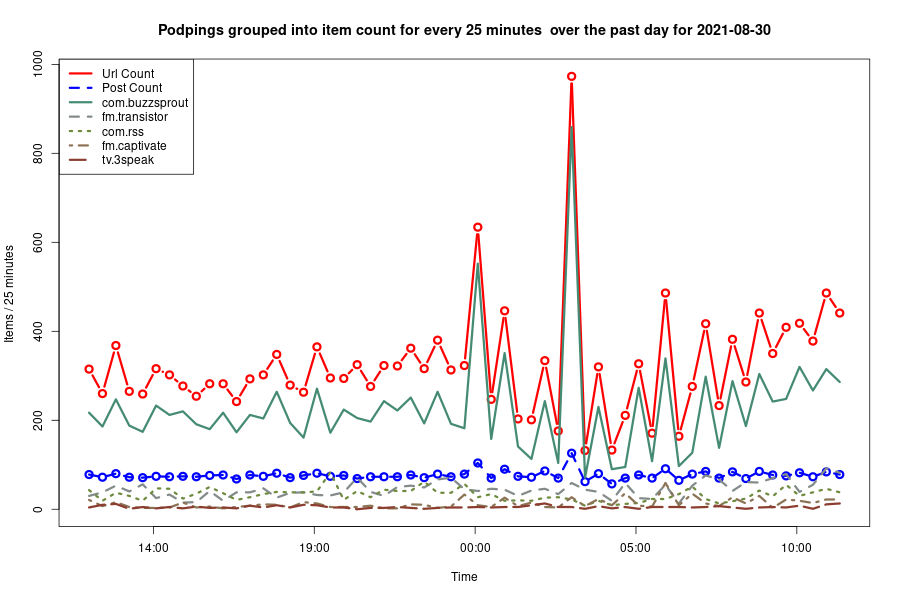 Podpings grouped into item count for every 25 minutes  over the past day for 2021-08-30
Url Count
Post Count
com.buzzsprout
fm.transistor
com.rss
fm.captivate
tv.3speak
Items / 25 minutes
1000
800
600
400
200
0
14:00
19:00
00:00
05:00
10:00
Time